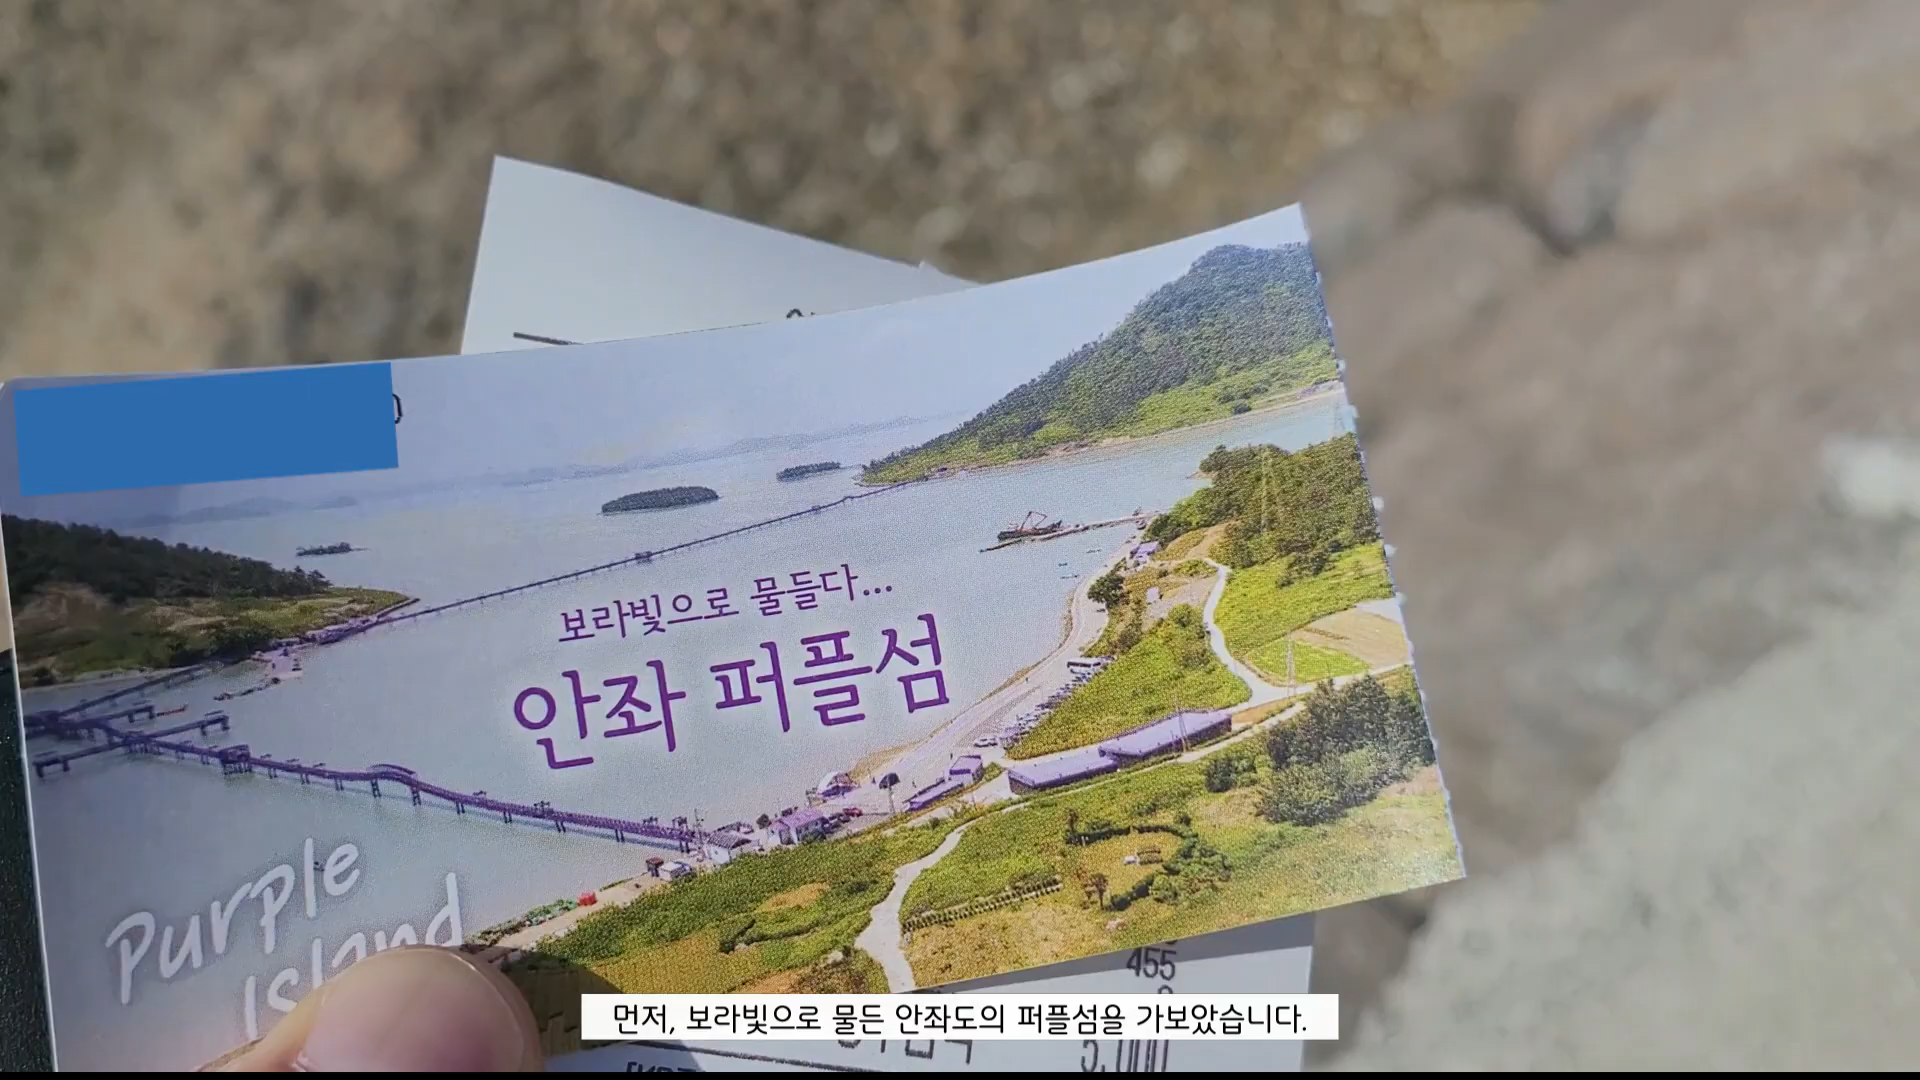 보라빛으로 물들다...
안좌 퍼플섬
Purple
Island
455
5,000
먼저, 보라빛으로 물든 안좌도의 퍼플섬을 가보았습니다.